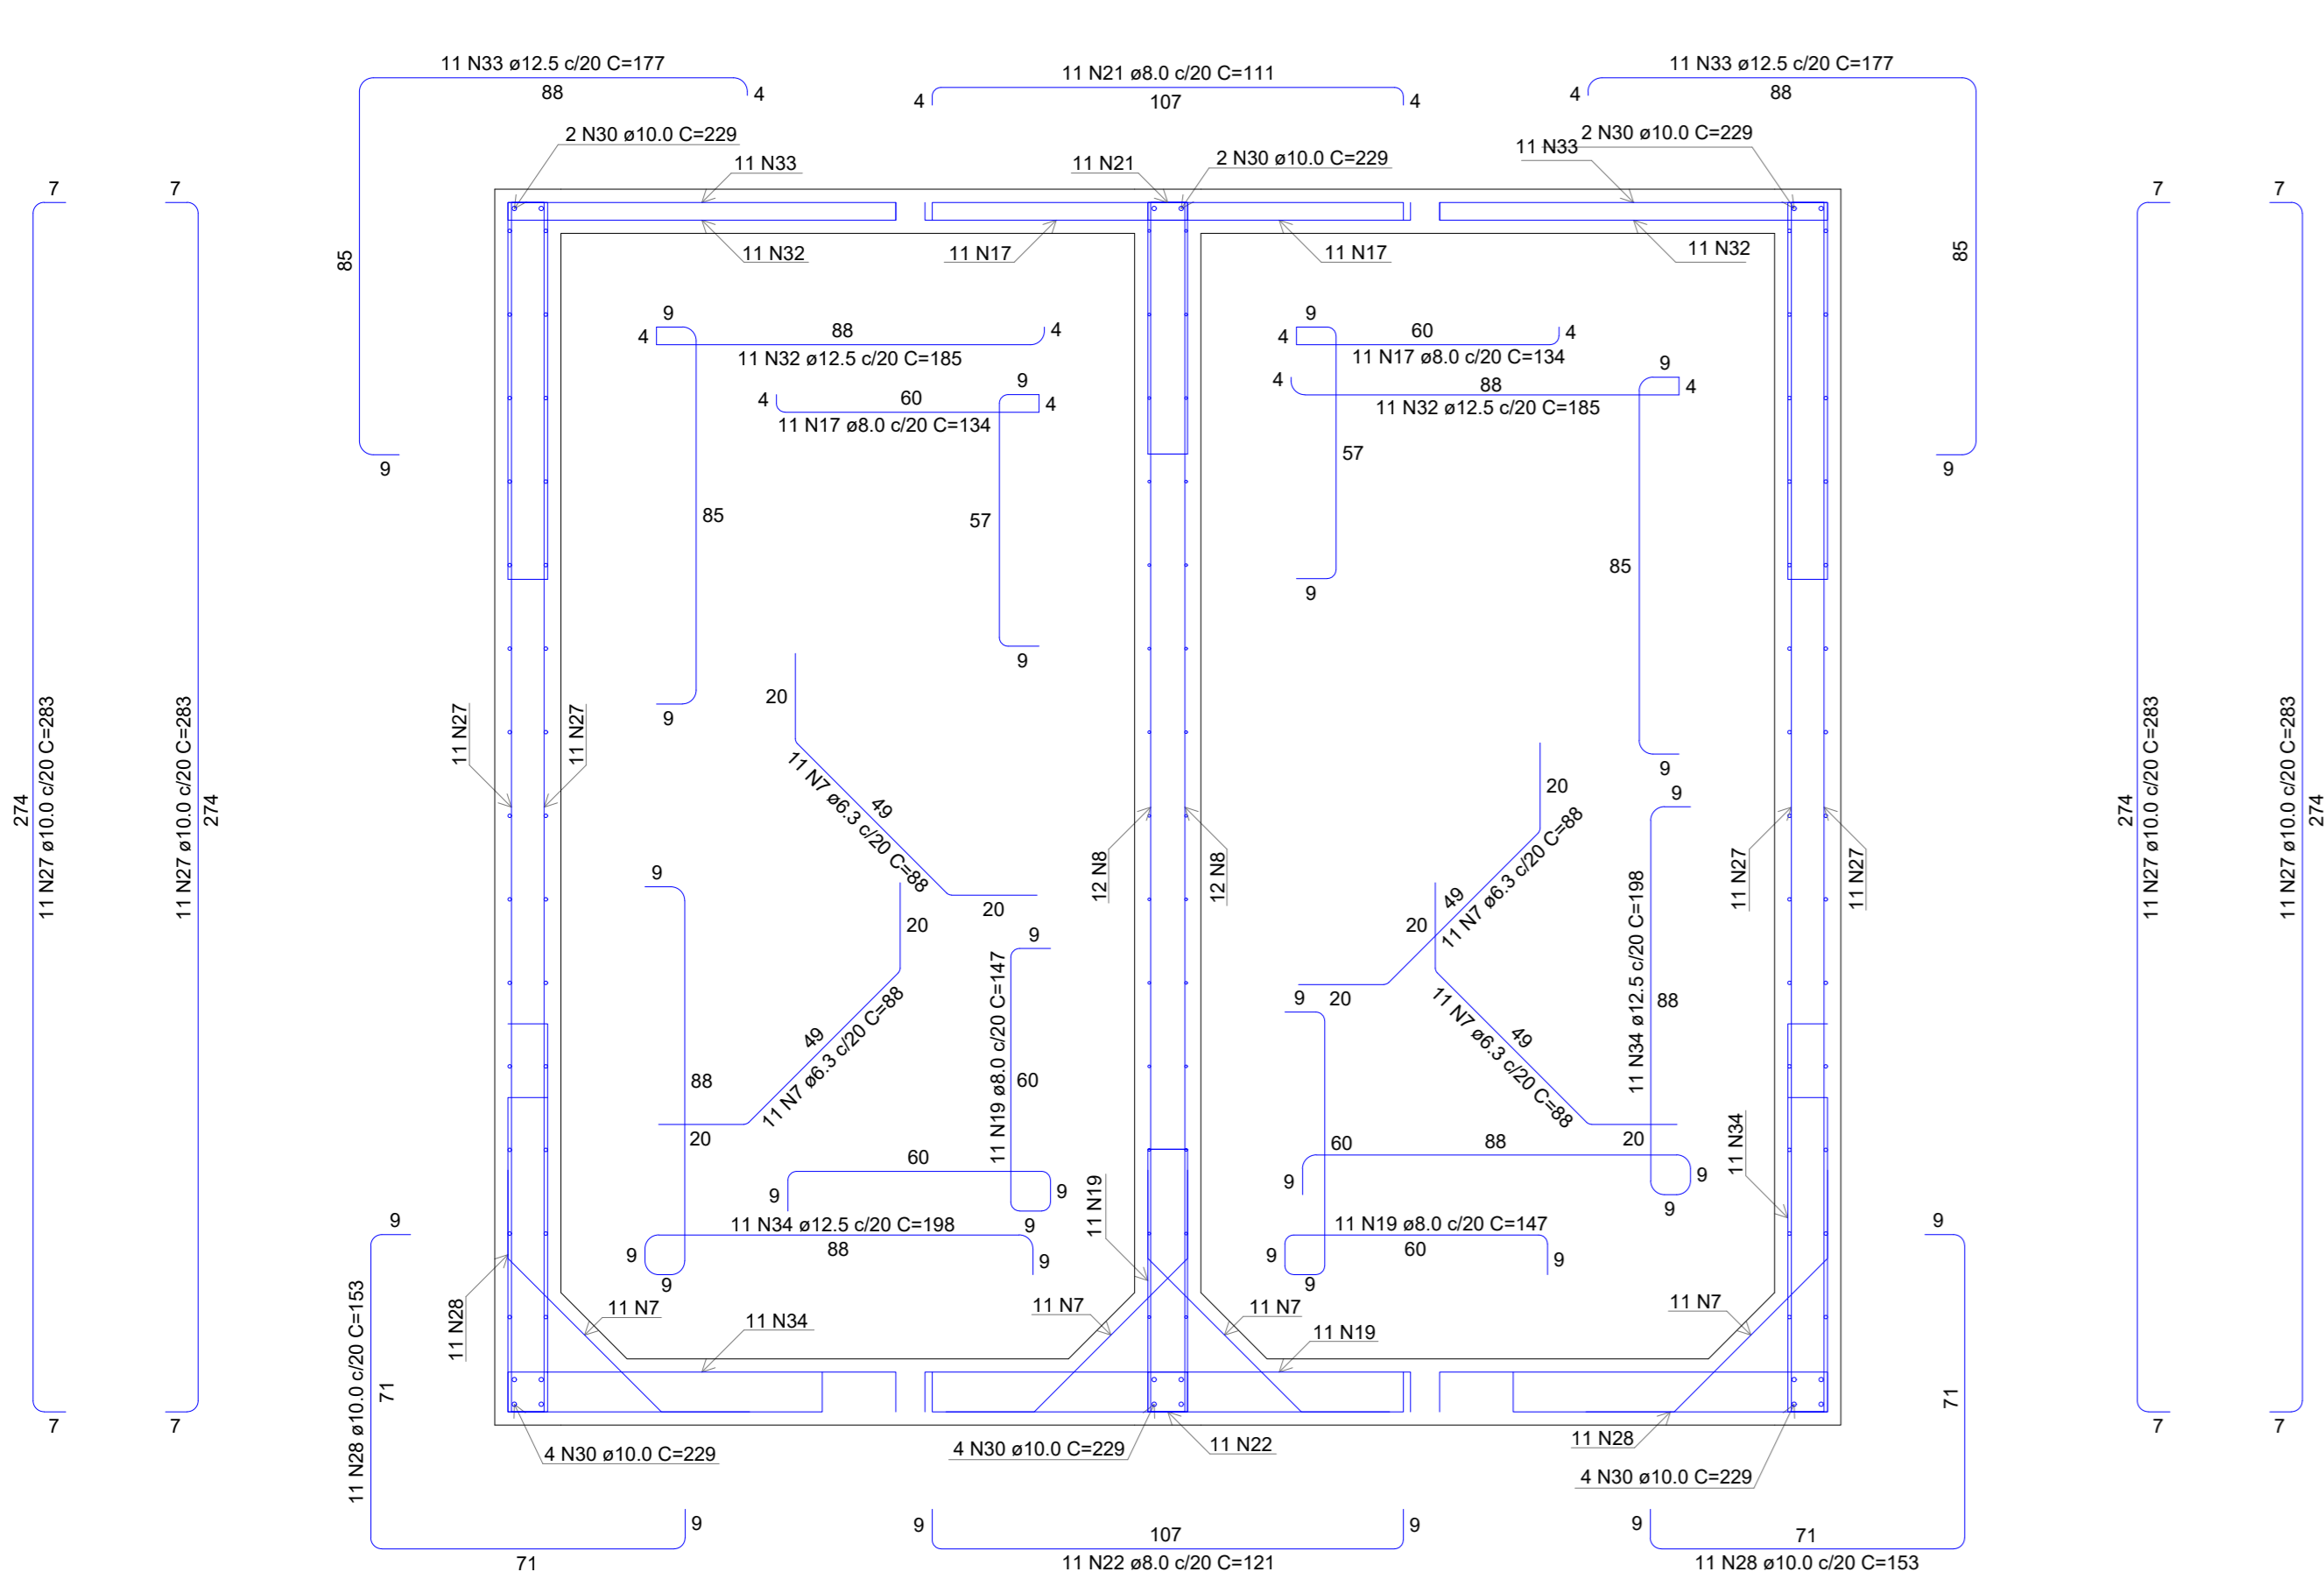 11 N33 ø12.5 c/20 C=177
88
4
11 N21 ø8.0 c/20 C=111
4
107
4
11 N33 ø12.5 c/20 C=177
4
88
2 N30 ø10.0 C=229
11 N33
11 N21
2 N30 ø10.0 C=229
11 N33
2 N30 ø10.0 C=229
7
7
7
7
85
85
11 N32
11 N17
11 N17
11 N32
9
4
88
4
11 N32 ø12.5 c/20 C=185
9
4
60
4
11 N17 ø8.0 c/20 C=134
4
60
9
4
11 N17 ø8.0 c/20 C=134
4
88
9
4
11 N32 ø12.5 c/20 C=185
9
9
57
85
57
85
9
9
9
9
20
49
11 N7 ø6.3 c/20 C=88
20
20
49
11 N7 ø6.3 c/20 C=88
20
274
11 N27 ø10.0 c/20 C=283
11 N27 ø10.0 c/20 C=283
274
11 N27
11 N27
12 N8
12 N8
11 N27
11 N27
274
11 N27 ø10.0 c/20 C=283
11 N27 ø10.0 c/20 C=283
274
9
88
20
49
11 N7 ø6.3 c/20 C=88
20
9
11 N19 ø8.0 c/20 C=147
60
9
20
49
11 N7 ø6.3 c/20 C=88
20
9
11 N34 ø12.5 c/20 C=198
88
60
9
9
9
11 N34 ø12.5 c/20 C=198
9
88
9
9
60
88
9
9
9
11 N19 ø8.0 c/20 C=147
9
60
9
9
11 N19
11 N34
9
11 N28 ø10.0 c/20 C=153
71
11 N28
11 N7
11 N34
11 N7
11 N7
11 N19
11 N7
9
71
4 N30 ø10.0 C=229
4 N30 ø10.0 C=229
11 N22
11 N28
4 N30 ø10.0 C=229
7
7
7
7
9
71
9
107
9
11 N22 ø8.0 c/20 C=121
9
71
11 N28 ø10.0 c/20 C=153